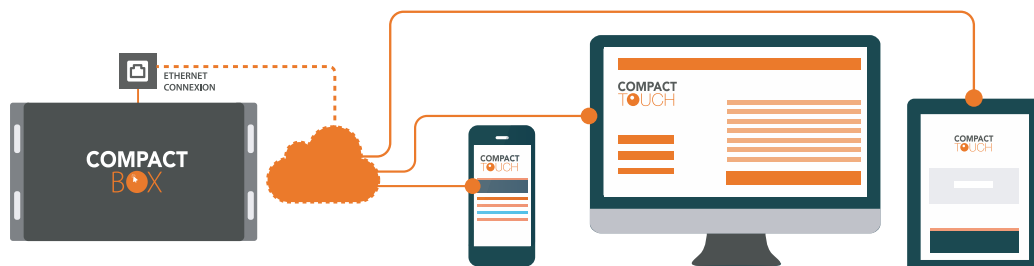 ETHERNET
CONNEXION
COMPACT
BOX
COMPACT
TOUCH
COMPACT
TOUCH
COMPACT
TOUCH